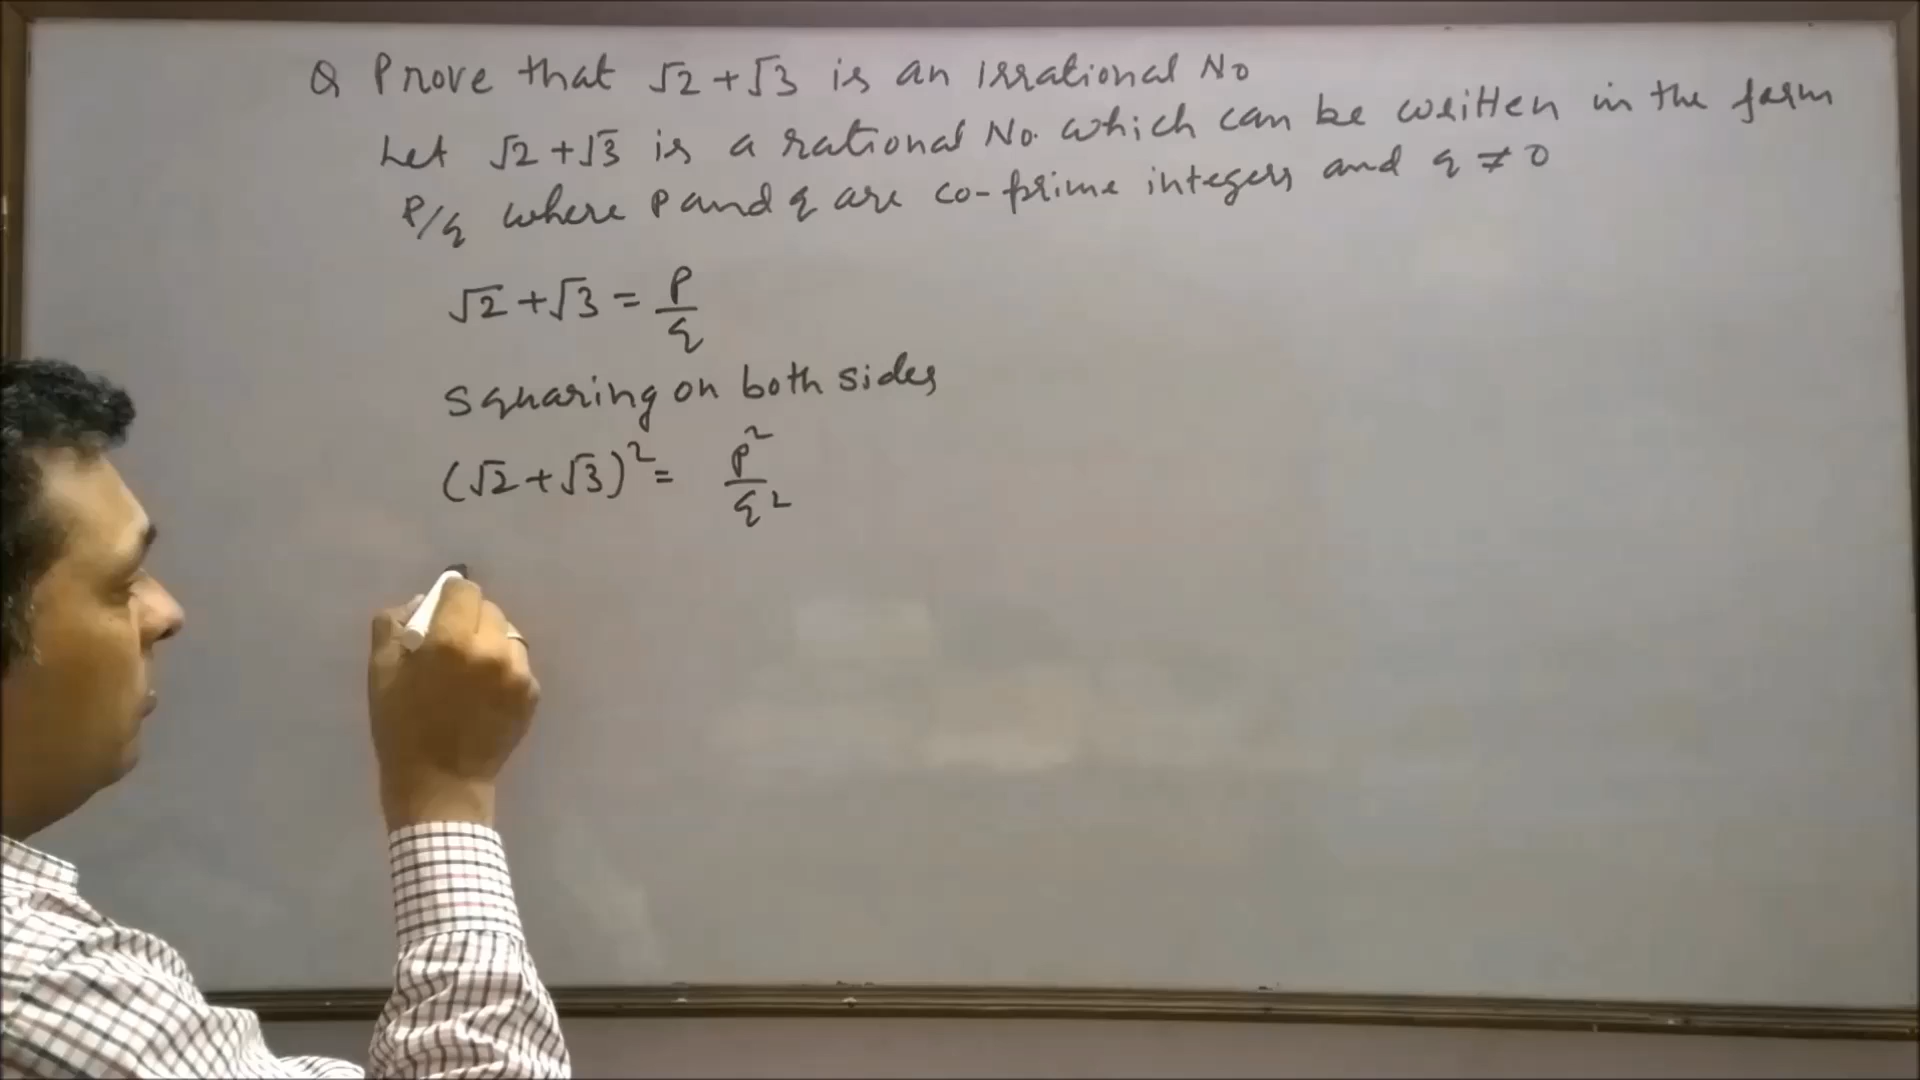 Q Prove that √2 + √3 is an irrational No
Let √2 + √3 is a rational No. which can be written in the form
P/q where P and q are co-prime integers and q ≠ 0
√2 + √3 = P/q
Squaring on both sides
(√2 + √3)² = P²/q²